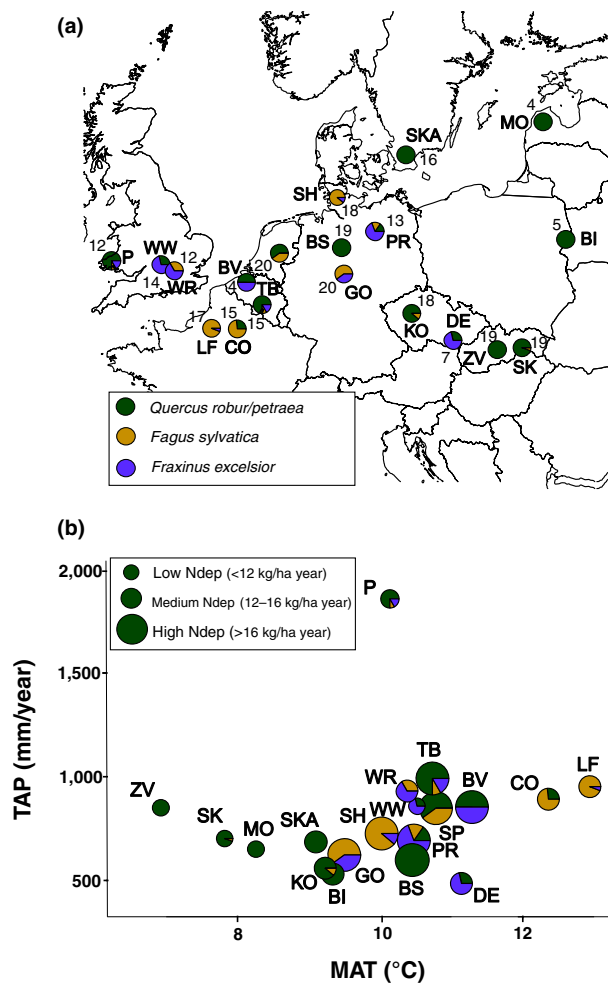 (a)
4
MO
SKA
16
SH
18
13
12
P
WW
12
14
WR
BS
19
PR
5
BI
BV
20
4
TB
GO
20
18
KO
DE
17
15
15
LF
CO
7
19
ZV
19
SK
Quercus robur/petraea
Fagus sylvatica
Fraxinus excelsior
(b)
Low Ndep (<12 kg/ha year)
Medium Ndep (12–16 kg/ha year)
High Ndep (>16 kg/ha year)
2,000
1,500
1,000
500
TAP (mm/year)
P
TB
WR
BV
LF
CO
ZV
SK
MO
SKA
SH
WW
SP
PR
KO
BI
GO
BS
DE
8
10
12
MAT (°C)